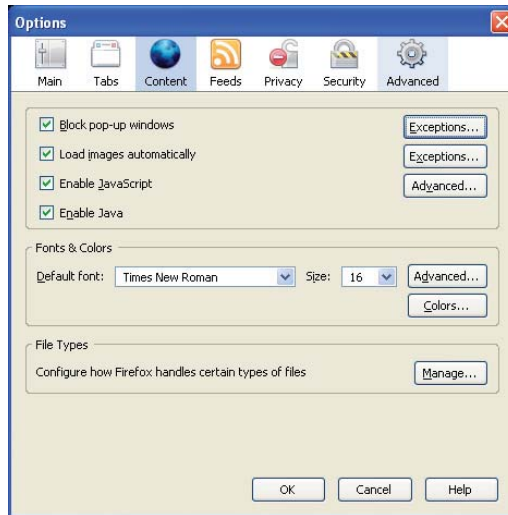 Options
Main Tabs Content Feeds Privacy Security Advanced
Block pop-up windows Exceptions...
Load images automatically Exceptions...
Enable JavaScript Advanced...
Enable Java
Fonts & Colors
Default font: Times New Roman Size: 16 Advanced...
Colors...
File Types
Configure how Firefox handles certain types of files Manage...
OK Cancel Help